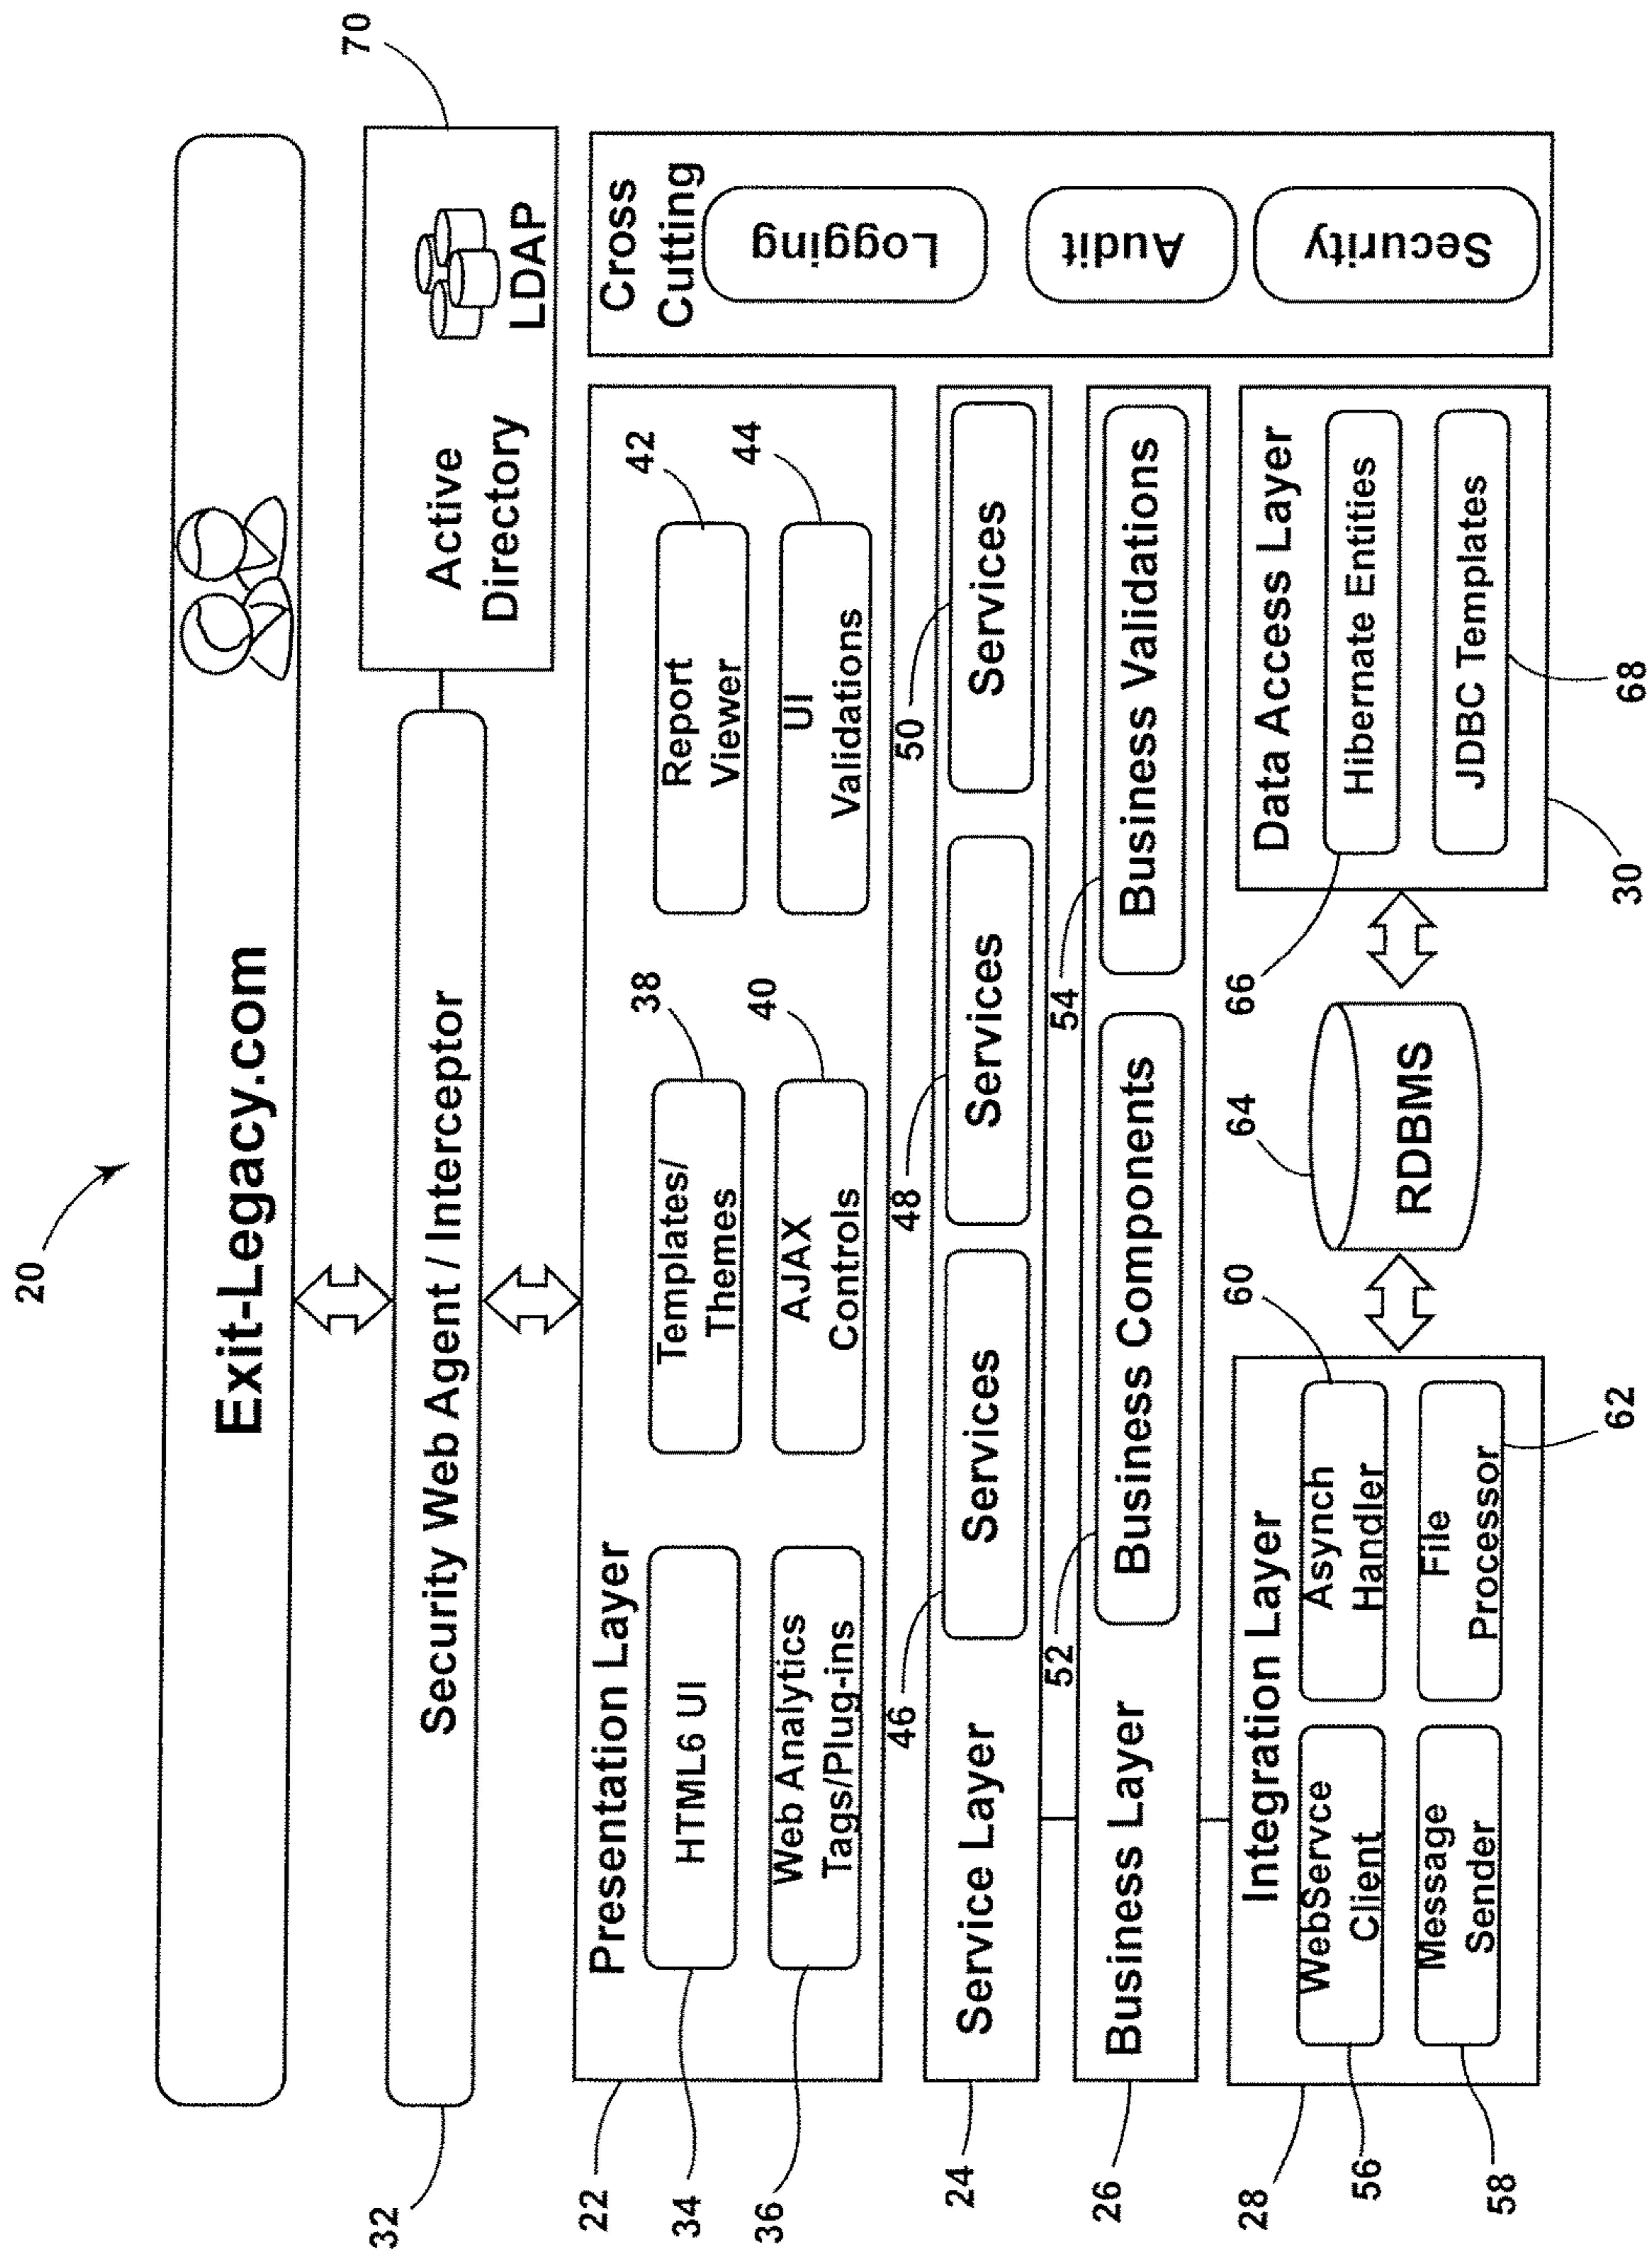 20
Exit-Legacy.com
32
Security Web Agent / Interceptor
70
Active
Directory
LDAP
22
Presentation Layer
34
HTML6 UI
36
Web Analytics
Tags/Plug-ins
38
Templates/
Themes
40
AJAX
Controls
42
Report
Viewer
44
UI
Validations
24
Service Layer
46
Services
48
Services
50
Services
26
Business Layer
52
Business Components
54
Business Validations
28
Integration Layer
56
WebServce
Client
60
Asynch
Handler
58
Message
Sender
62
File
Processor
64
RDBMS
30
Data Access Layer
66
Hibernate Entities
68
JDBC Templates
Cross
Cutting
Logging
Audit
Security